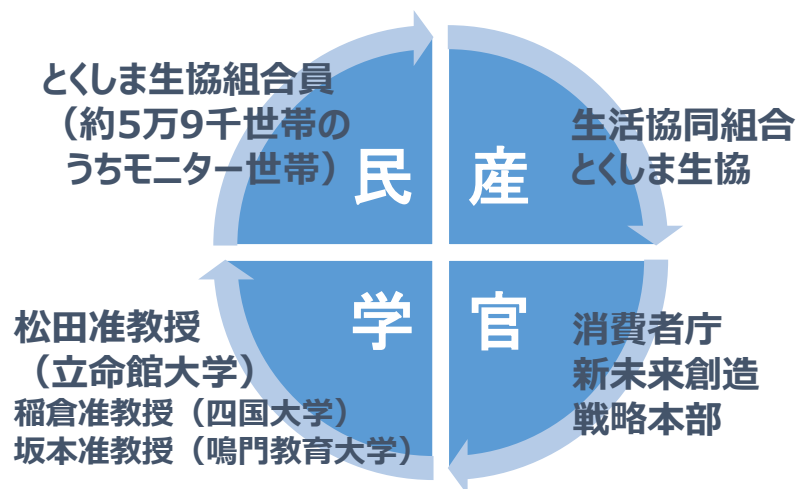 とくしま生協組合員
（約5万9千世帯の
うちモニター世帯）
民
産
生活協同組合
とくしま生協
学
官
松田准教授
（立命館大学）
稲倉准教授（四国大学）
坂本准教授（鳴門教育大学）
消費者庁
新未来創造
戦略本部